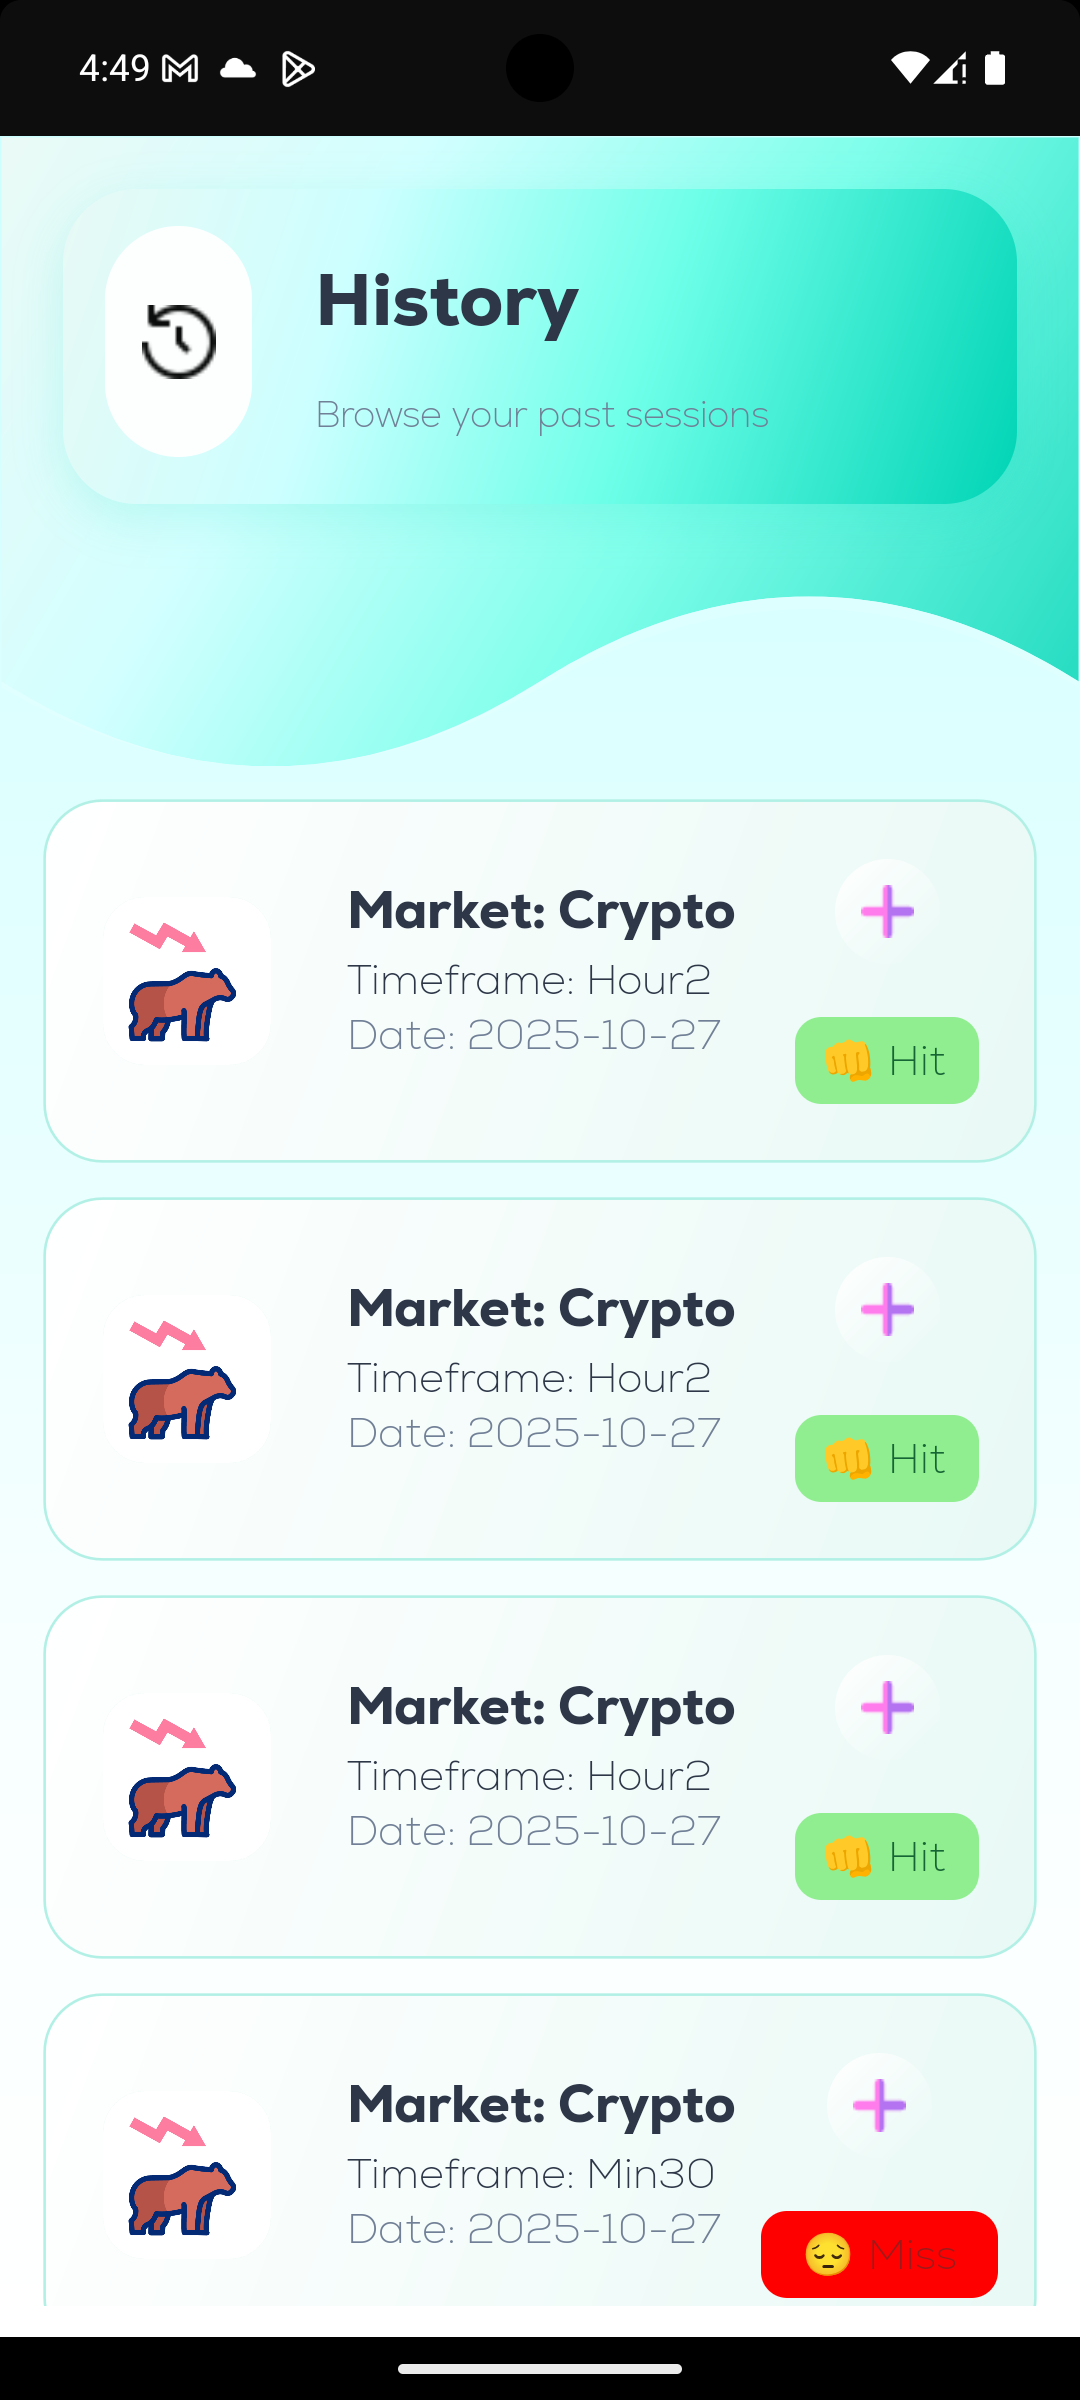 4:49
History
Browse your past sessions
Market: Crypto
Timeframe: Hour2
Date: 2025-10-27
👊 Hit
Market: Crypto
Timeframe: Hour2
Date: 2025-10-27
👊 Hit
Market: Crypto
Timeframe: Hour2
Date: 2025-10-27
👊 Hit
Market: Crypto
Timeframe: Min30
Date: 2025-10-27
😔 Miss